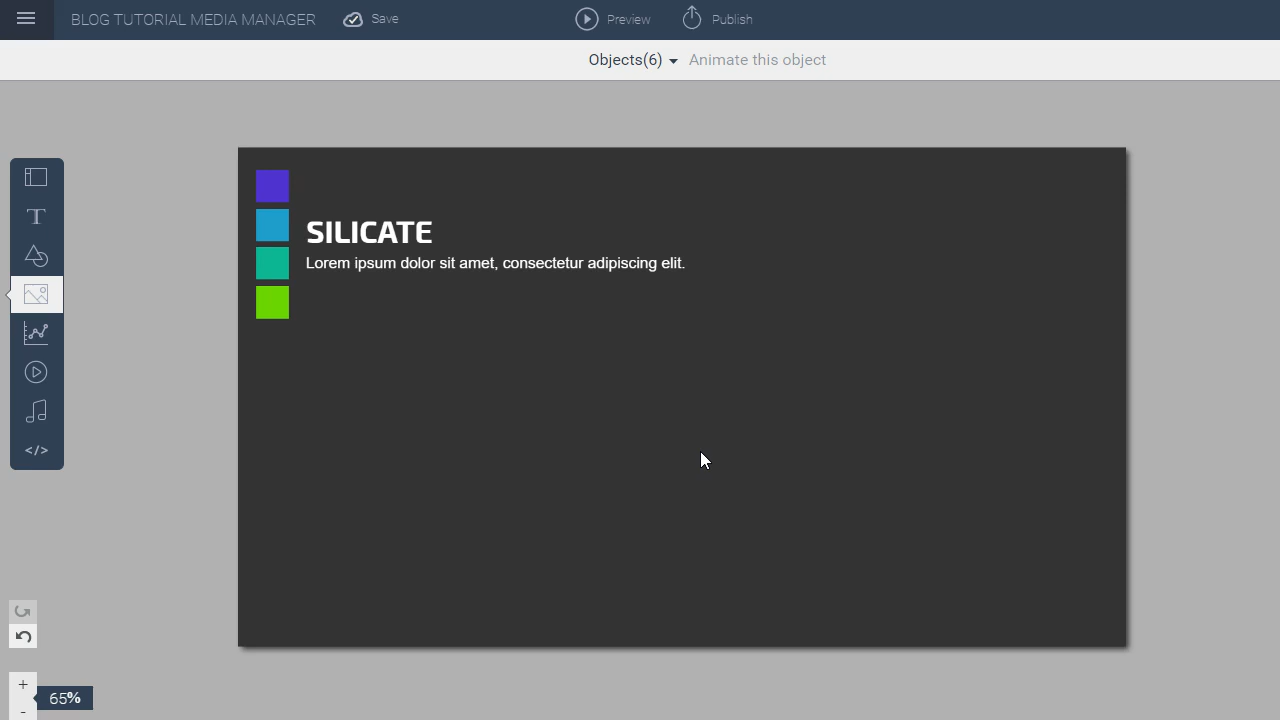 BLOG TUTORIAL MEDIA MANAGER
Save
Preview
Publish
Objects(6)
Animate this object
SILICATE
Lorem ipsum dolor sit amet, consectetur adipiscing elit.
T
</>
+
65%
-